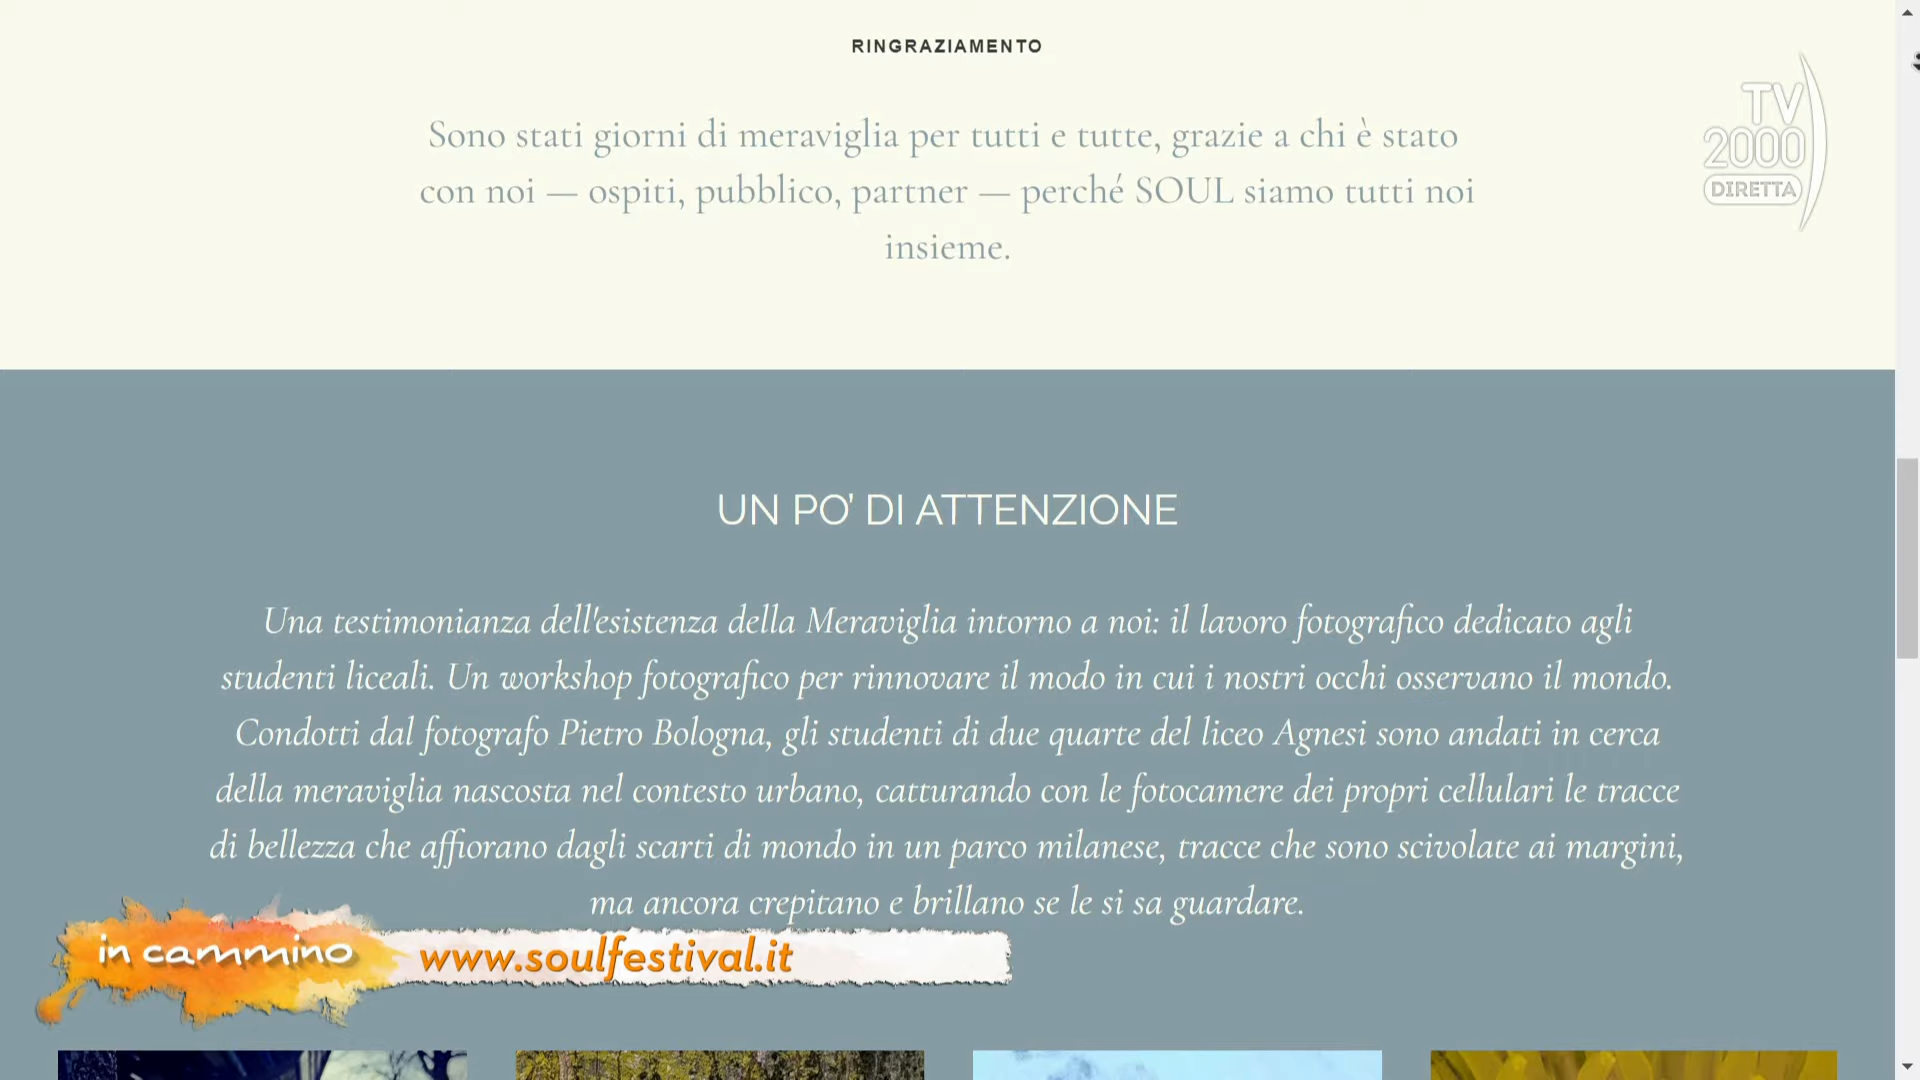 RINGRAZIAMENTO
Sono stati giorni di meraviglia per tutti e tutte, grazie a chi è stato
con noi — ospiti, pubblico, partner — perché SOUL siamo tutti noi
insieme.
TV
2000
DIRETTA
UN PO' DI ATTENZIONE
Una testimonianza dell'esistenza della Meraviglia intorno a noi: il lavoro fotografico dedicato agli
studenti liceali. Un workshop fotografico per rinnovare il modo in cui i nostri occhi osservano il mondo.
Condotti dal fotografo Pietro Bologna, gli studenti di due quarte del liceo Agnesi sono andati in cerca
della meraviglia nascosta nel contesto urbano, catturando con le fotocamere dei propri cellulari le tracce
di bellezza che affiorano dagli scarti di mondo in un parco milanese, tracce che sono scivolate ai margini,
ma ancora crepitano e brillano se le si sa guardare.
in cammino
www.soulfestival.it